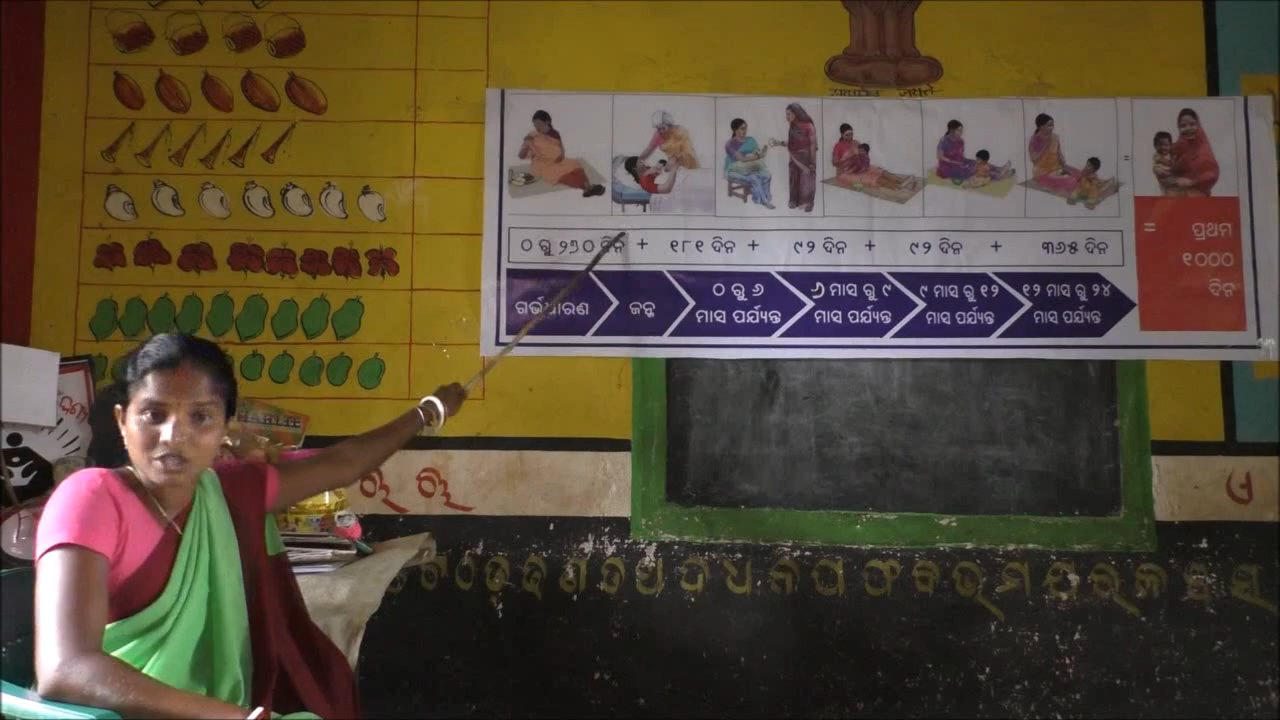 ୦ ରୁ ୨୭୦ ଦିନ + ୧୮୧ ଦିନ + ୯୨ ଦିନ + ୯୨ ଦିନ + ୩୬୫ ଦିନ
= ପ୍ରଥମ
୧୦୦୦
ଦିନ
ଗର୍ଭଧାରଣ
ଜନ୍ମ
୦ ରୁ ୬
ମାସ ପର୍ଯ୍ୟନ୍ତ
୬ ମାସ ରୁ ୯
ମାସ ପର୍ଯ୍ୟନ୍ତ
୯ ମାସ ରୁ ୧୨
ମାସ ପର୍ଯ୍ୟନ୍ତ
୧୨ ମାସ ରୁ ୨୪
ମାସ ପର୍ଯ୍ୟନ୍ତ
ଏ
ଣ ତ ଥ ଦ ଧ ନ ପ ଫ ବ ଭ ମ ଯ ର ଳ